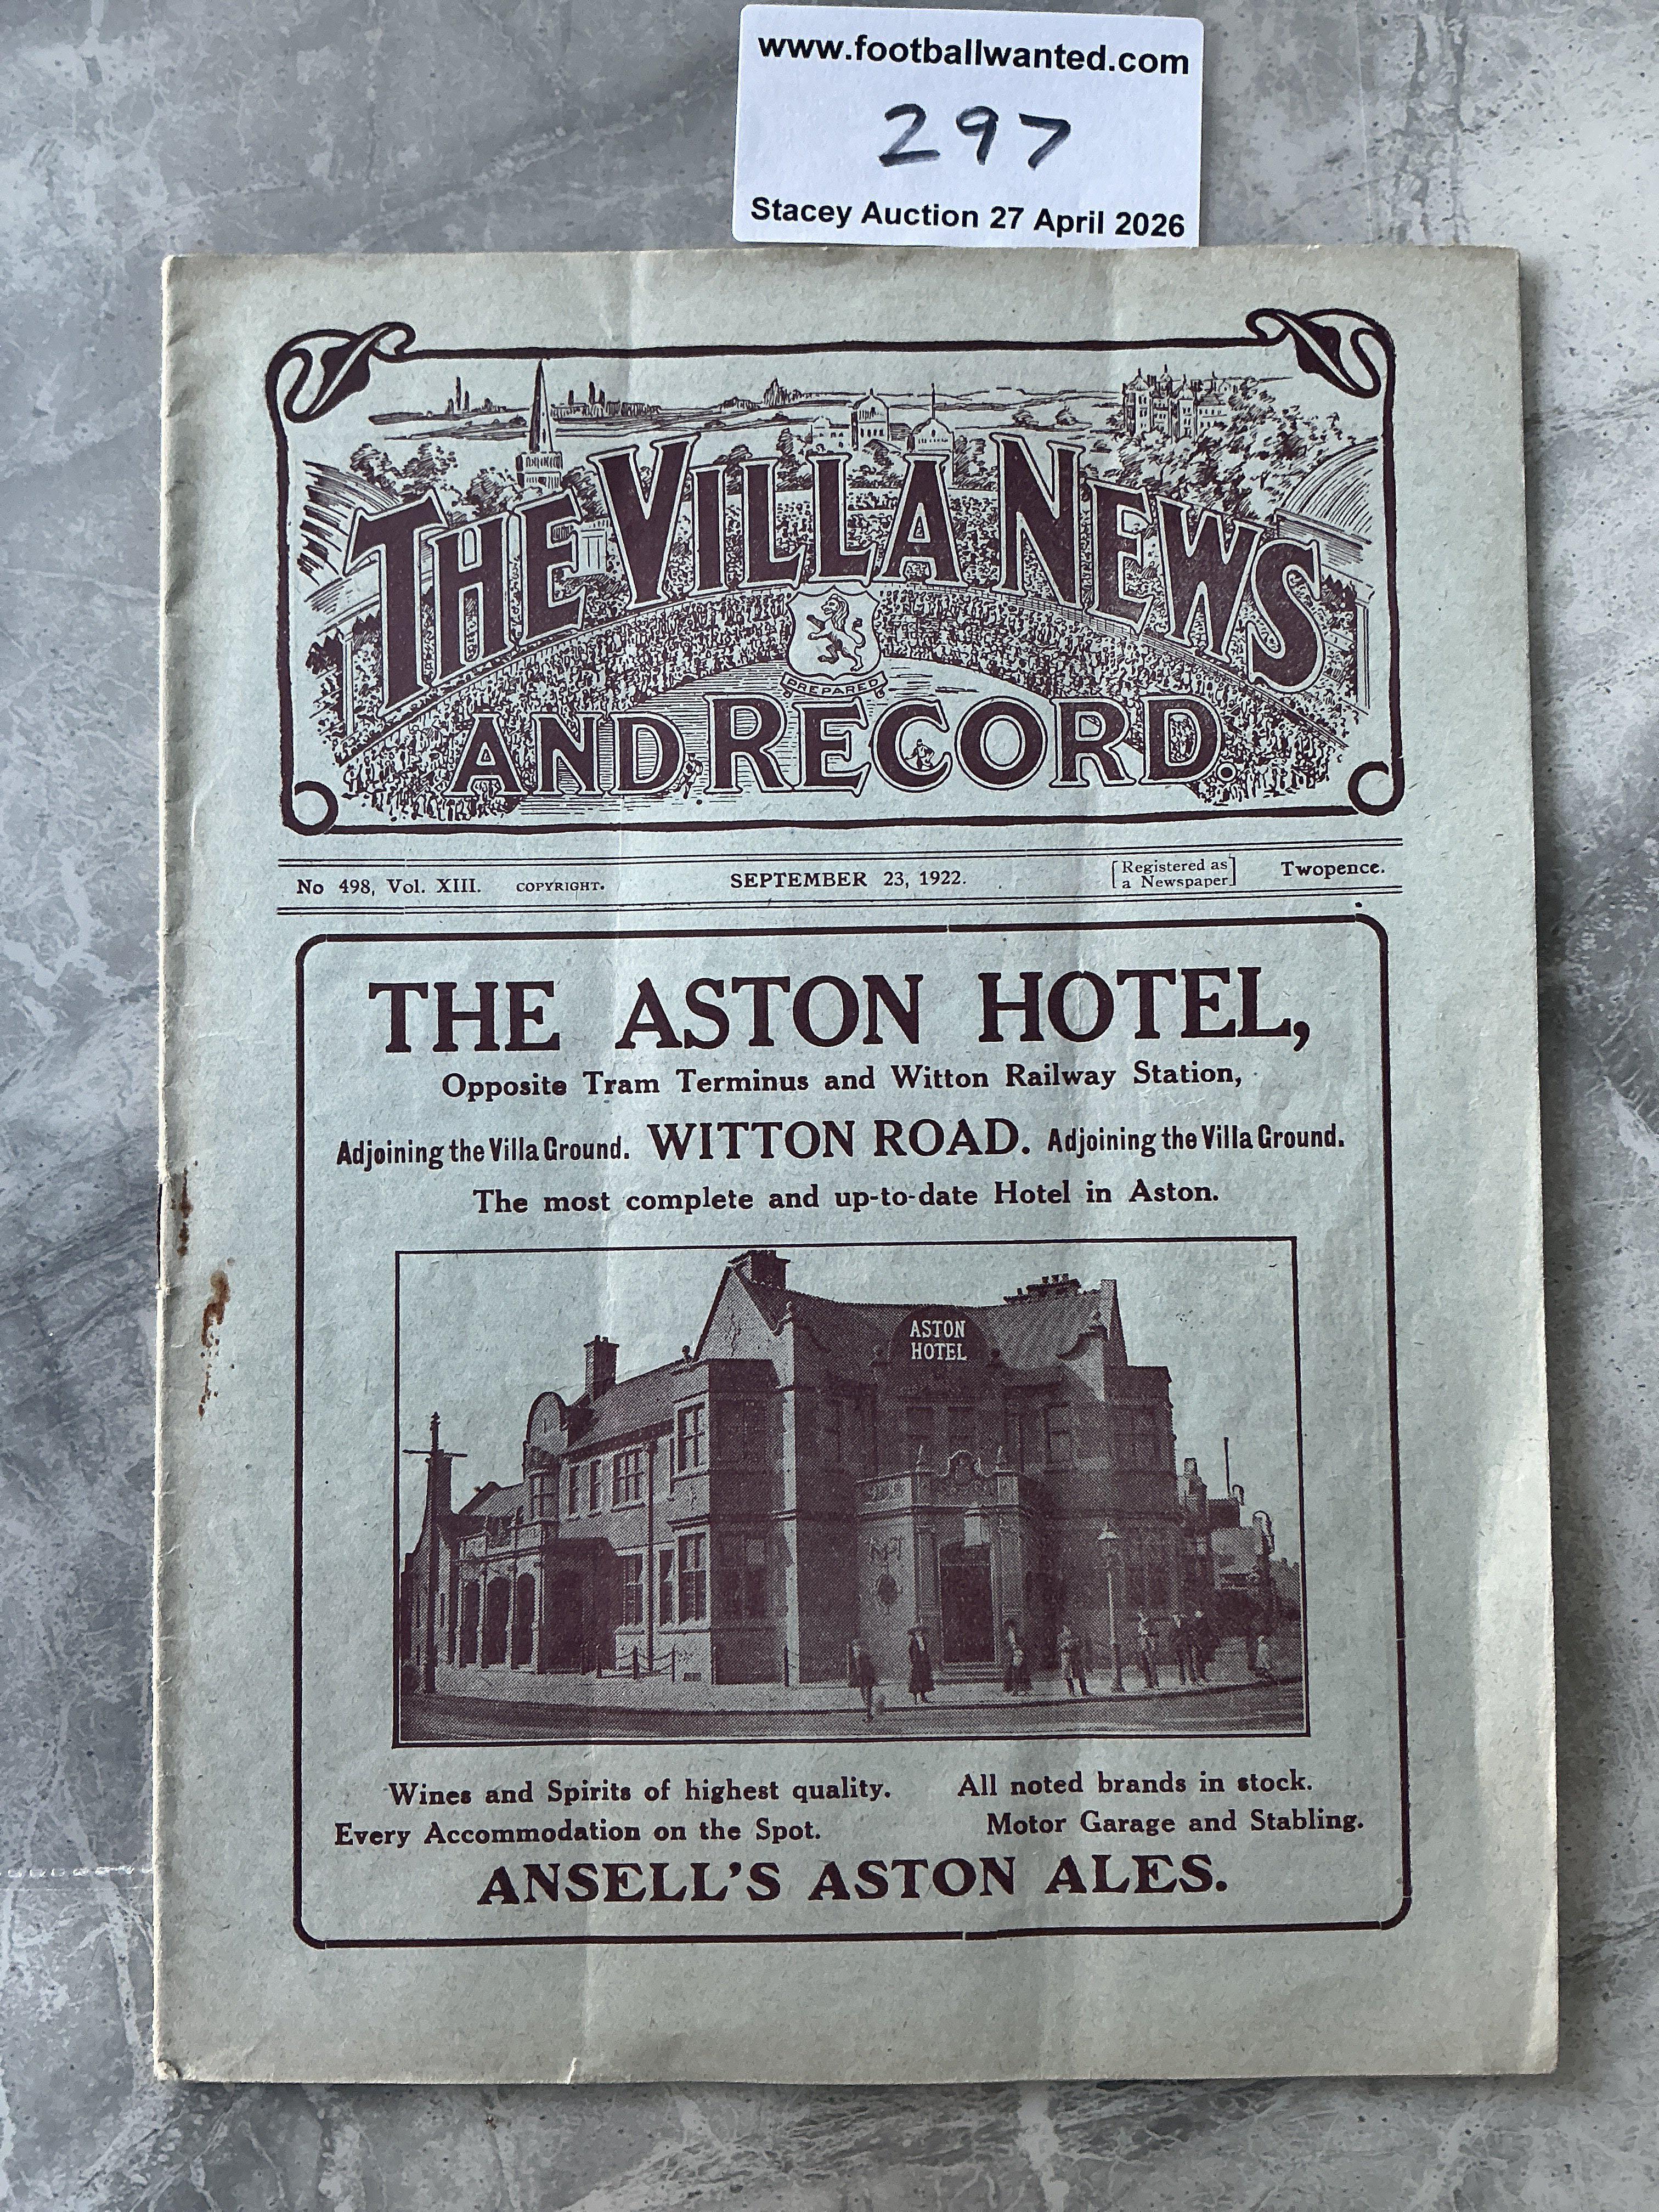 www.footballwanted.com
297
Stacey Auction 27 April 2026
THE VILLA NEWS
PREPARED
AND RECORD.
No 498, Vol. XIII. COPYRIGHT. SEPTEMBER 23, 1922. [Registered as a Newspaper] Twopence.
THE ASTON HOTEL,
Opposite Tram Terminus and Witton Railway Station,
Adjoining the Villa Ground. WITTON ROAD. Adjoining the Villa Ground.
The most complete and up-to-date Hotel in Aston.
ASTON
HOTEL
Wines and Spirits of highest quality. All noted brands in stock.
Every Accommodation on the Spot. Motor Garage and Stabling.
ANSELL'S ASTON ALES.